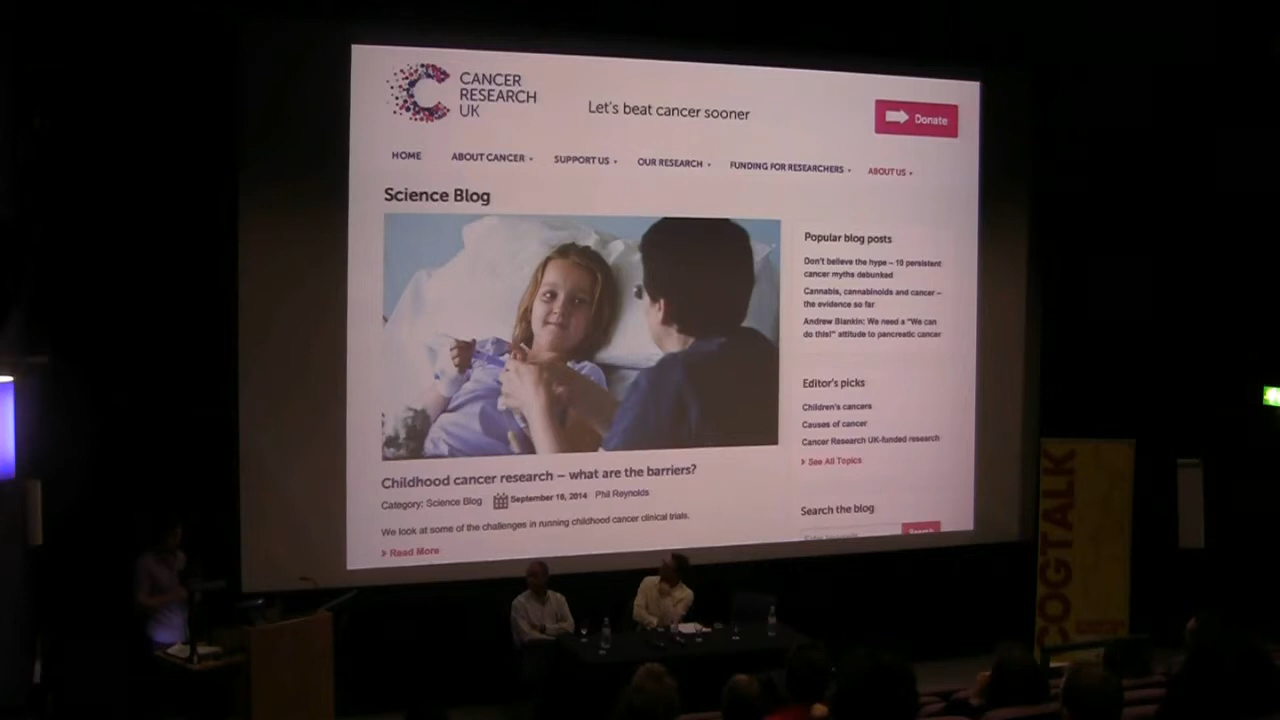 CANCER
RESEARCH
UK
Let's beat cancer sooner
Donate
HOME
ABOUT CANCER
SUPPORT US
OUR RESEARCH
FUNDING FOR RESEARCHERS
ABOUT US
Science Blog
Childhood cancer research – what are the barriers?
Category: Science Blog September 18, 2014 Phil Reynolds
We look at some of the challenges in running childhood cancer clinical trials.
Read More
Popular blog posts
Don't believe the hype – 10 persistent
cancer myths debunked
Cannabis, cannabinoids and cancer –
the evidence so far
Andrew Blankin: We need a "We can
do this!" attitude to pancreatic cancer
Editor's picks
Children's cancers
Causes of cancer
Cancer Research UK-funded research
See All Topics
Search the blog
Search
COGTALK